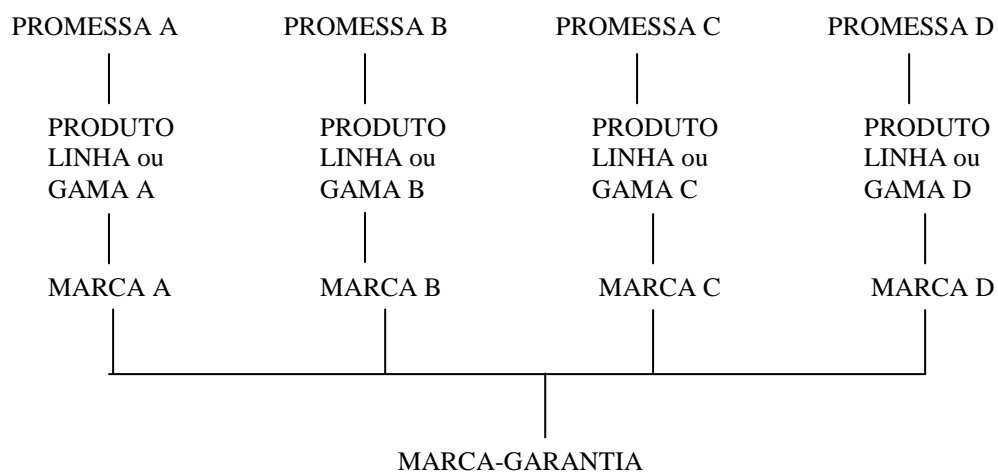 PROMESSA A PROMESSA B PROMESSA C PROMESSA D
PRODUTO PRODUTO PRODUTO PRODUTO
LINHA ou LINHA ou LINHA ou LINHA ou
GAMA A GAMA B GAMA C GAMA D
MARCA A MARCA B MARCA C MARCA D
MARCA-GARANTIA